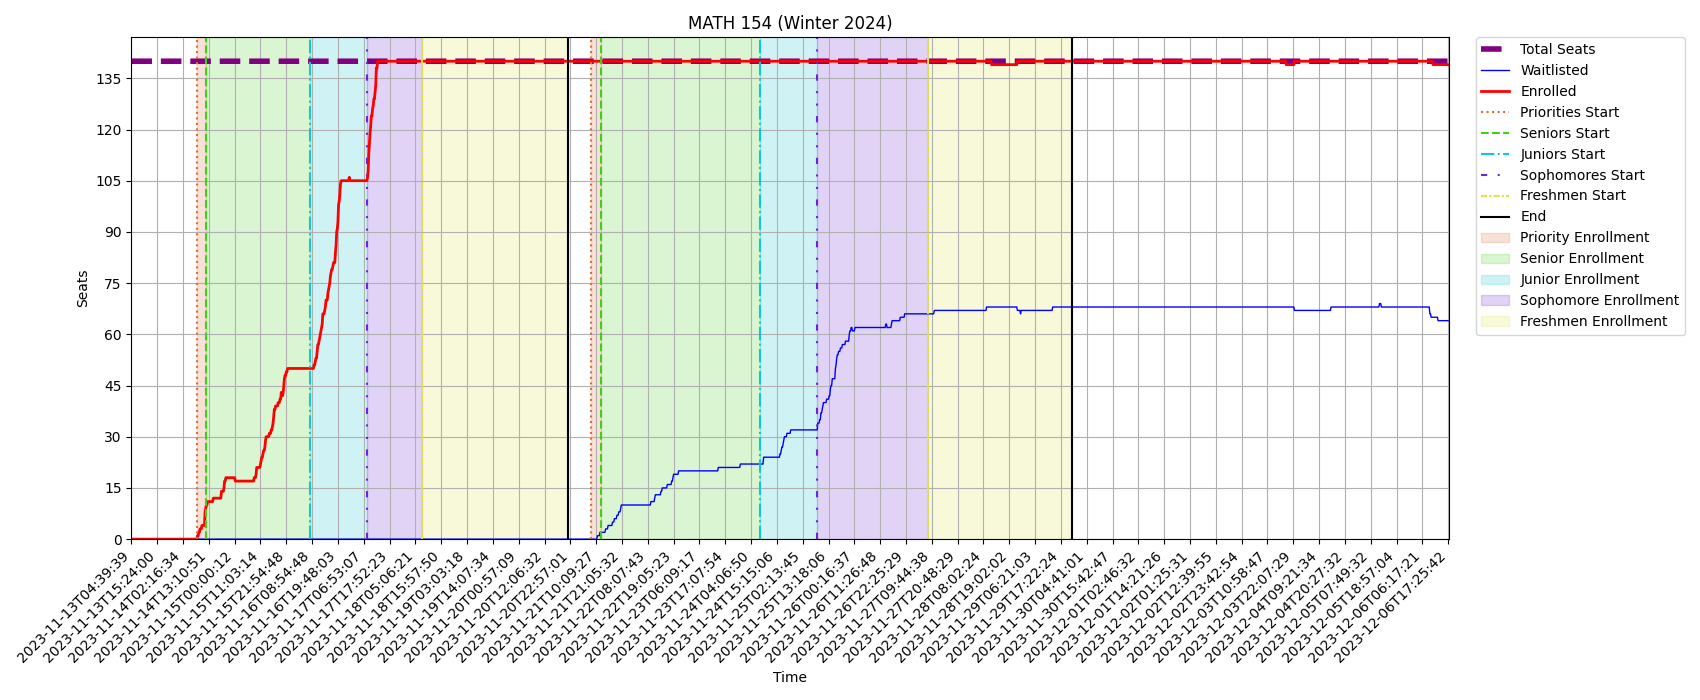 MATH 154 (Winter 2024)
Seats
135
120
105
90
75
60
45
30
15
0
2023-11-13T04:39:39
2023-11-13T15:24:00
2023-11-14T02:16:34
2023-11-14T13:10:51
2023-11-15T00:00:12
2023-11-15T11:03:14
2023-11-15T21:54:48
2023-11-16T08:54:48
2023-11-16T19:48:03
2023-11-17T06:53:07
2023-11-17T17:52:23
2023-11-18T05:06:21
2023-11-18T15:57:50
2023-11-19T03:03:18
2023-11-19T14:07:34
2023-11-20T00:57:09
2023-11-20T12:06:32
2023-11-20T22:57:01
2023-11-21T10:09:27
2023-11-21T21:05:32
2023-11-22T08:07:43
2023-11-22T19:05:23
2023-11-23T06:09:17
2023-11-23T17:07:54
2023-11-24T04:06:50
2023-11-24T15:15:06
2023-11-25T02:13:45
2023-11-25T13:18:06
2023-11-26T00:16:37
2023-11-26T11:26:48
2023-11-26T22:25:29
2023-11-27T09:44:38
2023-11-27T20:48:29
2023-11-28T08:02:24
2023-11-28T19:02:02
2023-11-29T06:21:03
2023-11-29T17:22:24
2023-11-30T04:41:01
2023-11-30T15:42:47
2023-12-01T02:46:32
2023-12-01T14:21:26
2023-12-02T01:25:31
2023-12-02T12:39:55
2023-12-02T23:42:54
2023-12-03T10:58:47
2023-12-03T22:07:29
2023-12-04T09:21:34
2023-12-04T20:27:32
2023-12-05T07:49:32
2023-12-05T18:57:04
2023-12-06T06:17:21
2023-12-06T17:25:42
Time
Total Seats
Waitlisted
Enrolled
Priorities Start
Seniors Start
Juniors Start
Sophomores Start
Freshmen Start
End
Priority Enrollment
Senior Enrollment
Junior Enrollment
Sophomore Enrollment
Freshmen Enrollment